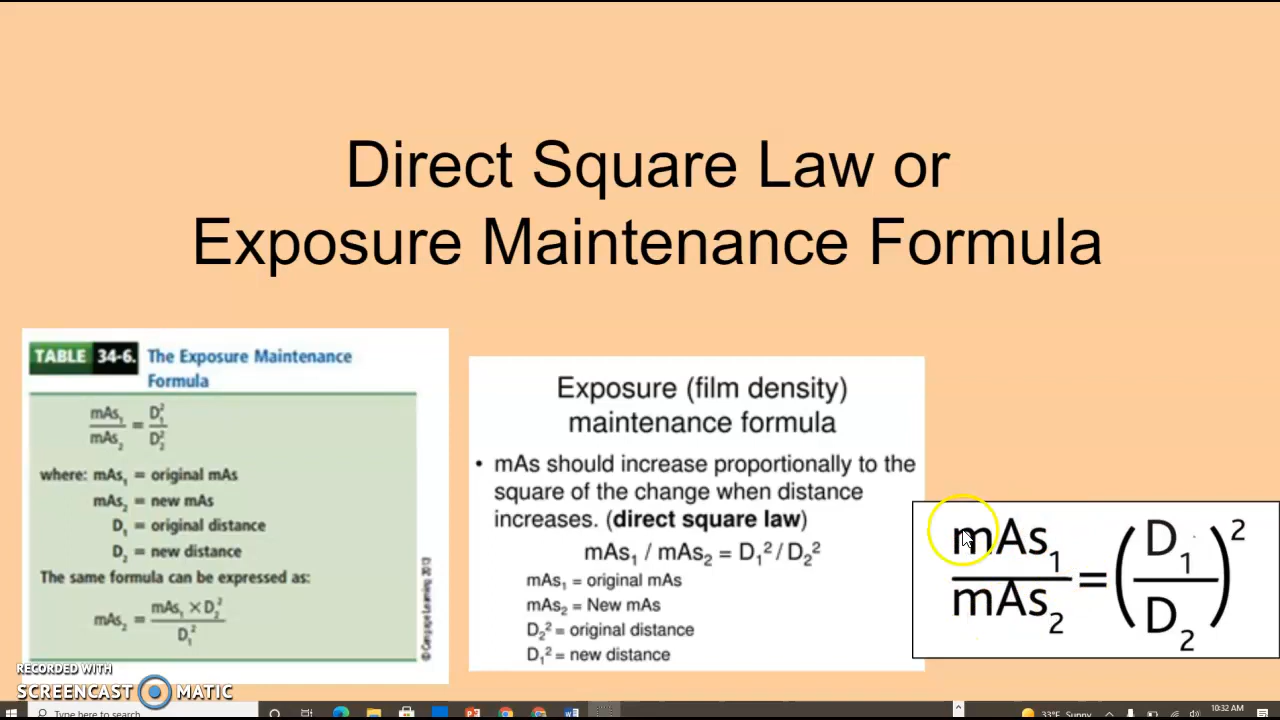 Direct Square Law or
Exposure Maintenance Formula
TABLE 34-6. The Exposure Maintenance
Formula
mAs₁ / mAs₂ = D₁² / D₂²
where: mAs₁ = original mAs
mAs₂ = new mAs
D₁ = original distance
D₂ = new distance
The same formula can be expressed as:
mAs₂ = mAs₁ × D₂² / D₁²
© Cengage Learning 2013
Exposure (film density)
maintenance formula
• mAs should increase proportionally to the
square of the change when distance
increases. (direct square law)
mAs₁ / mAs₂ = D₁² / D₂²
mAs₁ = original mAs
mAs₂ = New mAs
D₂² = original distance
D₁² = new distance
mAs₁ / mAs₂ = (D₁ / D₂)²
RECORDED WITH
SCREENCAST MATIC
Type here to search
33°F Sunny
10:32 AM